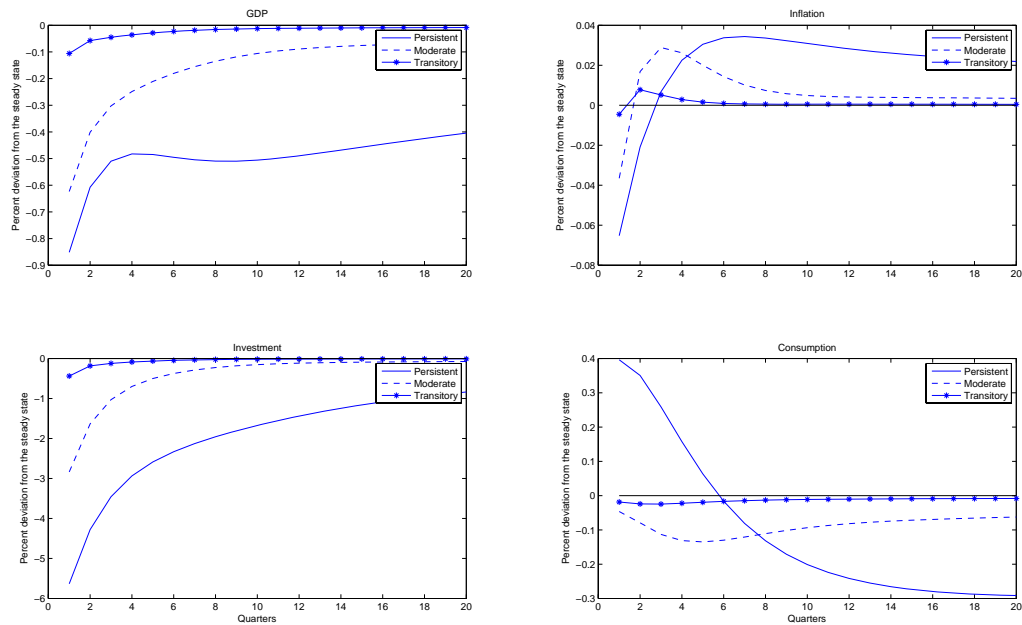 GDP
Percent deviation from the steady state
0
−0.1
−0.2
−0.3
−0.4
−0.5
−0.6
−0.7
−0.8
−0.9
0 2 4 6 8 10 12 14 16 18 20
Persistent
Moderate
Transitory
Inflation
Percent deviation from the steady state
0.04
0.02
0
−0.02
−0.04
−0.06
−0.08
0 2 4 6 8 10 12 14 16 18 20
Persistent
Moderate
Transitory
Investment
Percent deviation from the steady state
0
−1
−2
−3
−4
−5
−6
0 2 4 6 8 10 12 14 16 18 20
Quarters
Persistent
Moderate
Transitory
Consumption
Percent deviation from the steady state
0.4
0.3
0.2
0.1
0
−0.1
−0.2
−0.3
0 2 4 6 8 10 12 14 16 18 20
Quarters
Persistent
Moderate
Transitory